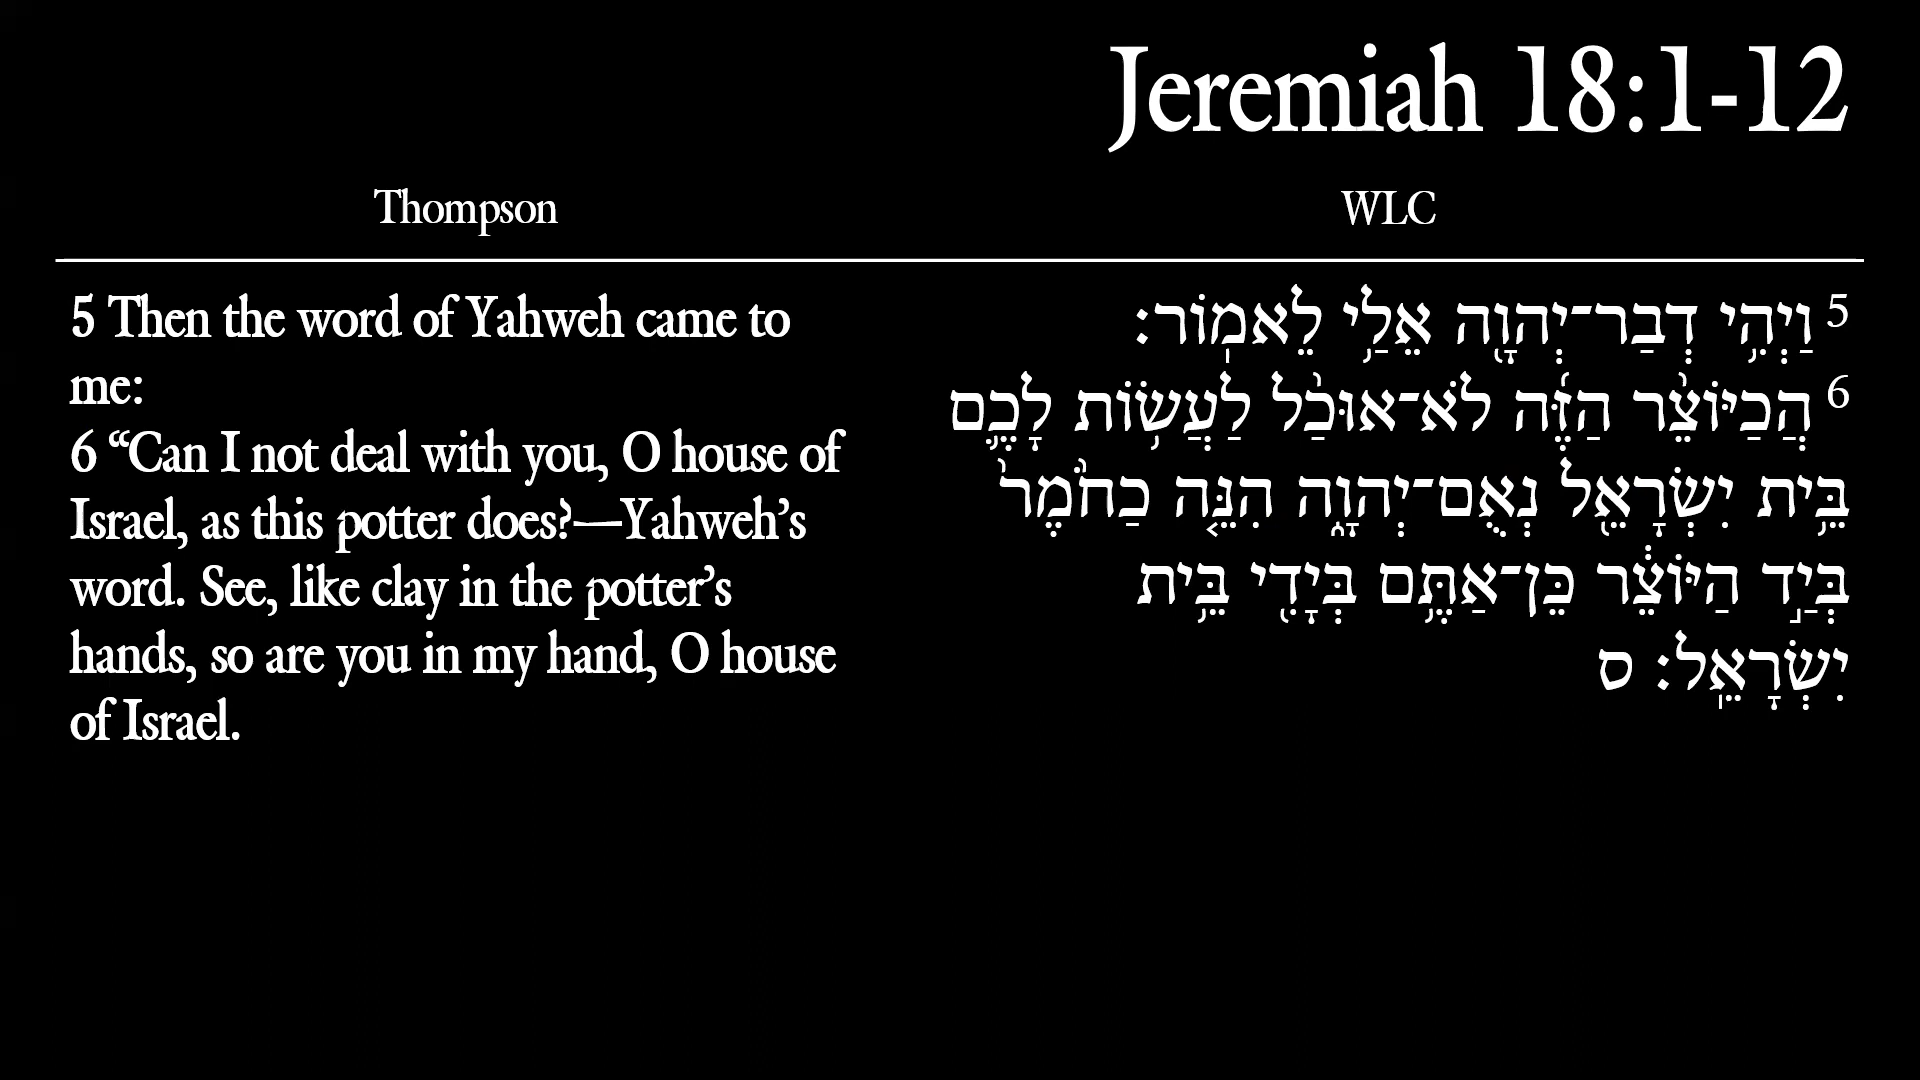 Jeremiah 18:1-12
Thompson
WLC
5 Then the word of Yahweh came to
me:
6 “Can I not deal with you, O house of
Israel, as this potter does?—Yahweh’s
word. See, like clay in the potter’s
hands, so are you in my hand, O house
of Israel.
5 וַיְהִ֥י דְבַר־יְהוָ֖ה אֵלַ֥י לֵאמֽוֹר׃
6 הֲכַיּוֹצֵ֨ר הַזֶּ֜ה לֹא־אוּכַ֨ל לַעֲשׂ֥וֹת לָכֶ֛ם
בֵּ֥ית יִשְׂרָאֵ֖ל נְאֻם־יְהוָ֑ה הִנֵּ֤ה כַחֹ֙מֶר֙
בְּיַ֣ד הַיּוֹצֵ֔ר כֵּן־אַתֶּ֥ם בְּיָדִ֖י בֵּ֥ית
יִשְׂרָאֵֽל׃ ס